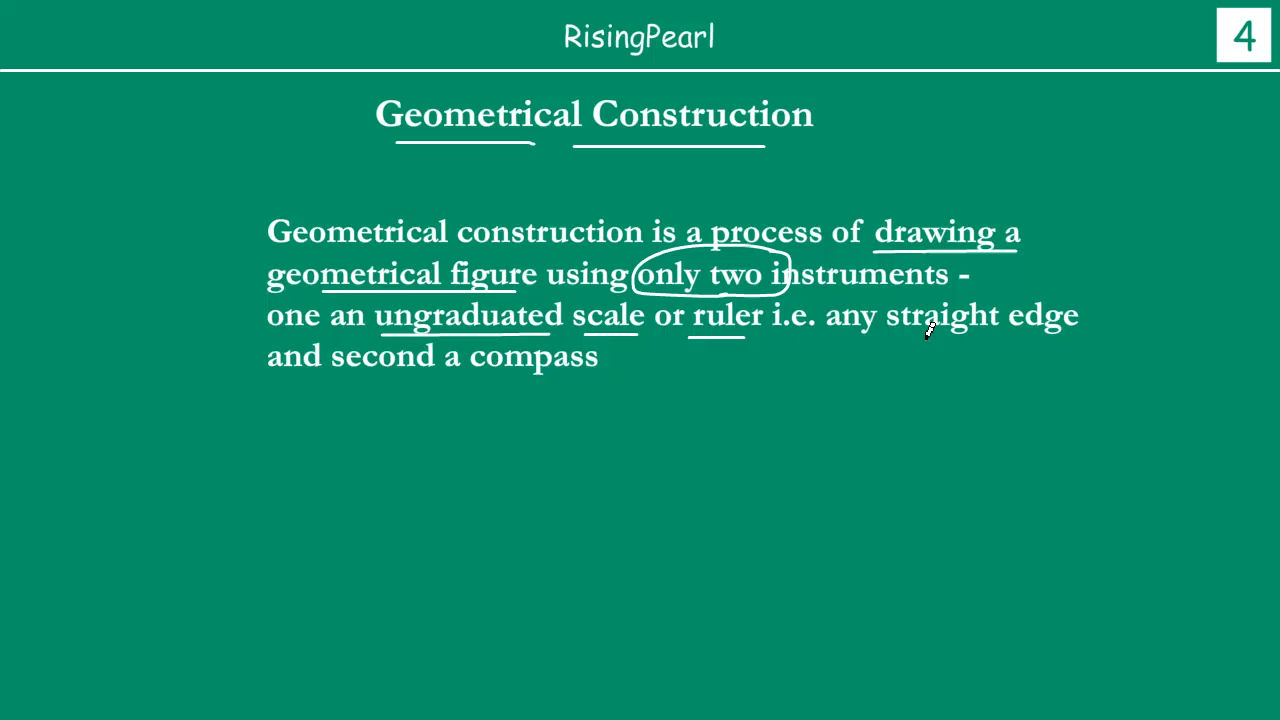 RisingPearl
4
Geometrical Construction
Geometrical construction is a process of drawing a
geometrical figure using only two instruments -
one an ungraduated scale or ruler i.e. any straight edge
and second a compass